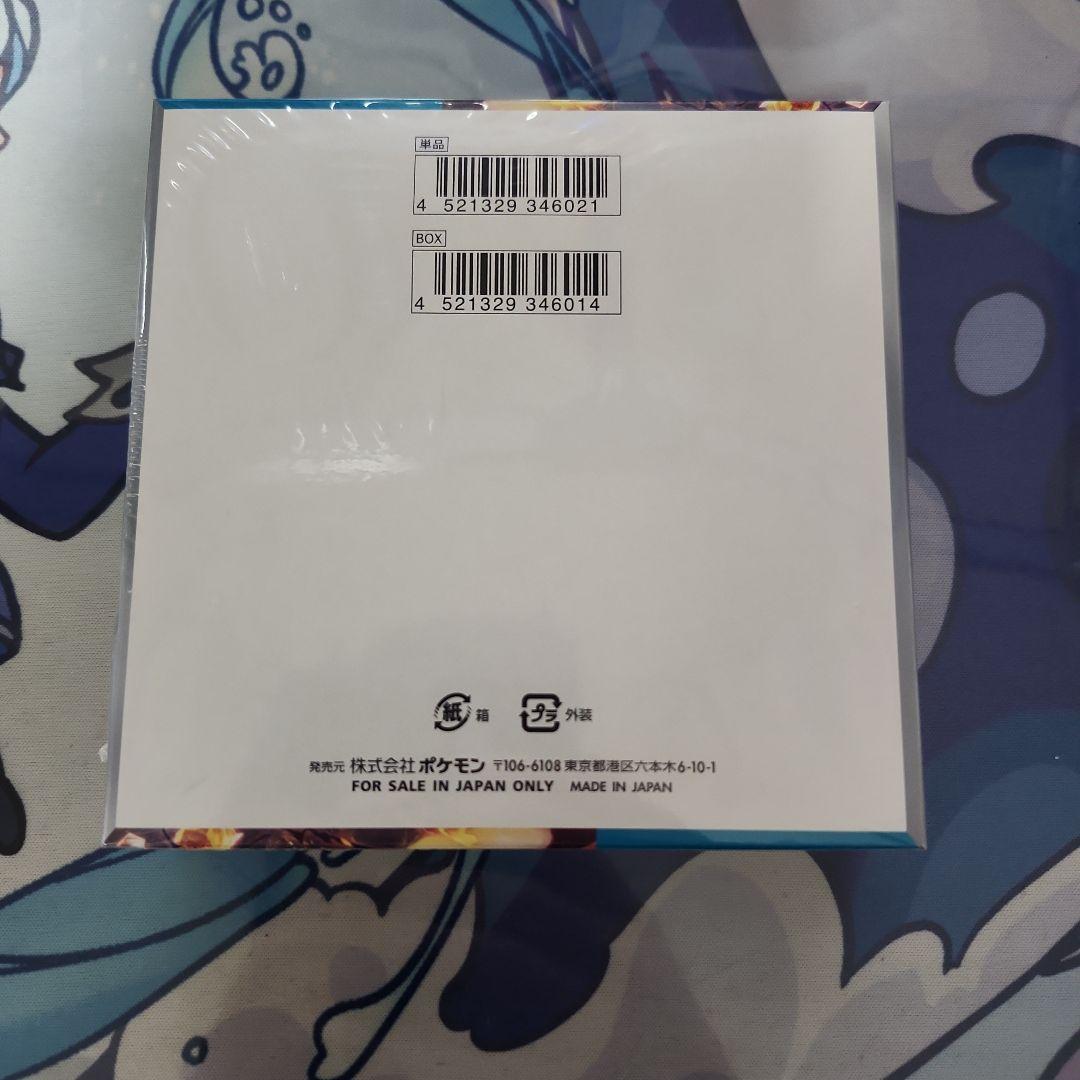 単品
4 521329 346021
BOX
4 521329 346014
紙 箱 プラ 外装
発売元 株式会社ポケモン 〒106-6108 東京都港区六本木6-10-1
FOR SALE IN JAPAN ONLY MADE IN JAPAN